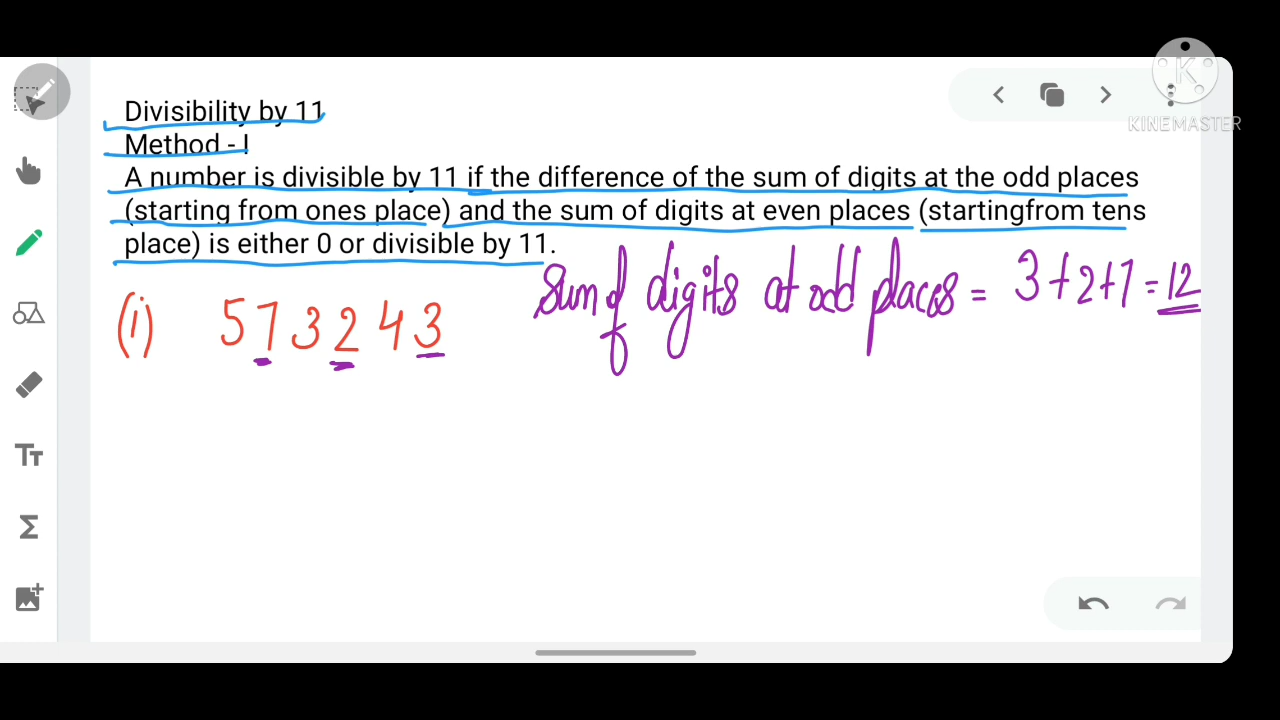 KINEMASTER
Divisibility by 11
Method - I
A number is divisible by 11 if the difference of the sum of digits at the odd places
(starting from ones place) and the sum of digits at even places (startingfrom tens
place) is either 0 or divisible by 11.
Sum of digits at odd places = 3+2+7=12
(i) 573243